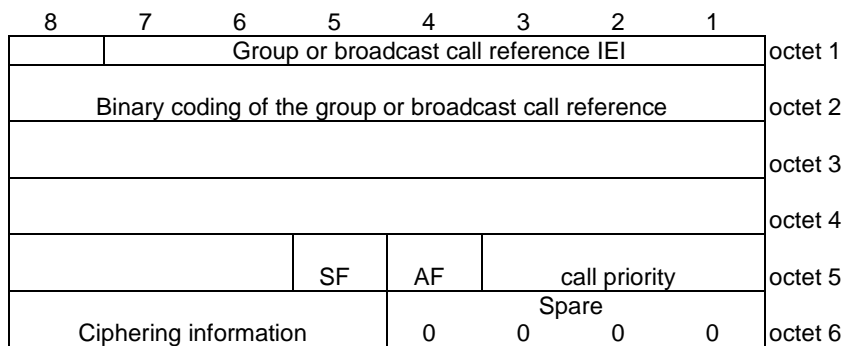 8 7 6 5 4 3 2 1
Group or broadcast call reference IEI octet 1
Binary coding of the group or broadcast call reference octet 2
octet 3
octet 4
SF AF call priority octet 5
Spare
Ciphering information 0 0 0 0 octet 6